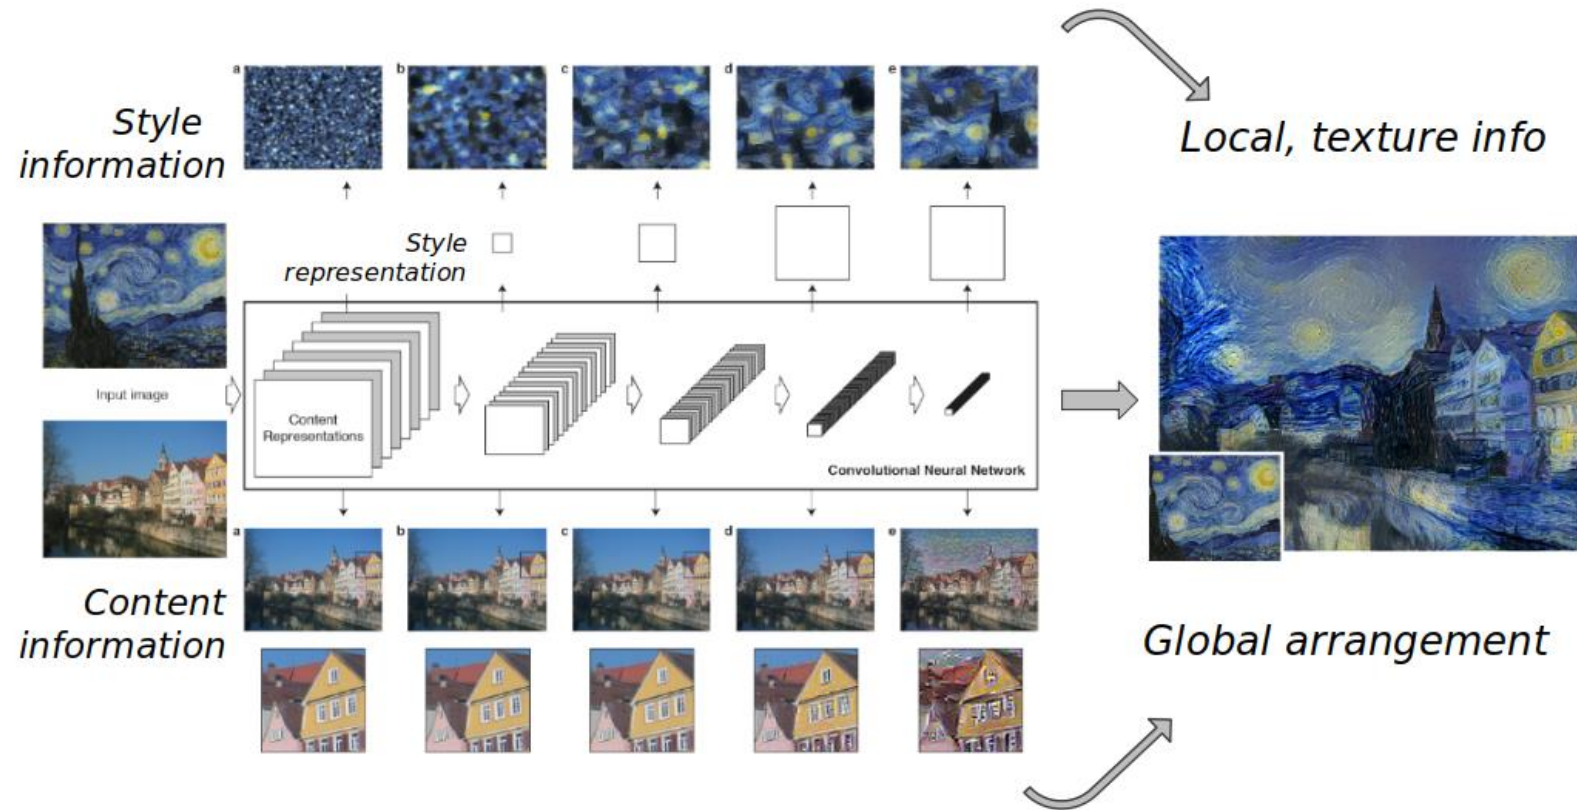 a b c d e
Style
information
Local, texture info
Style
representation
Input image
Content
Representations
Convolutional Neural Network
a b c d e
Content
information
Global arrangement